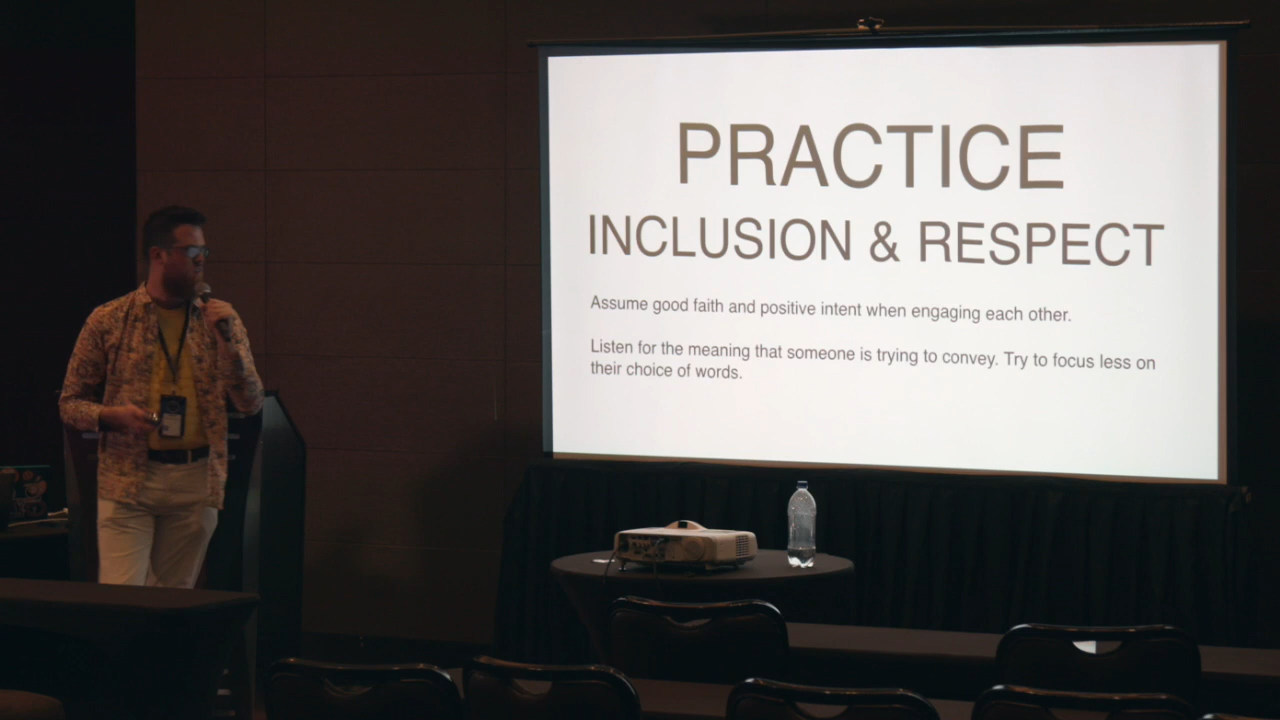 PRACTICE
INCLUSION & RESPECT
Assume good faith and positive intent when engaging each other.
Listen for the meaning that someone is trying to convey. Try to focus less on
their choice of words.